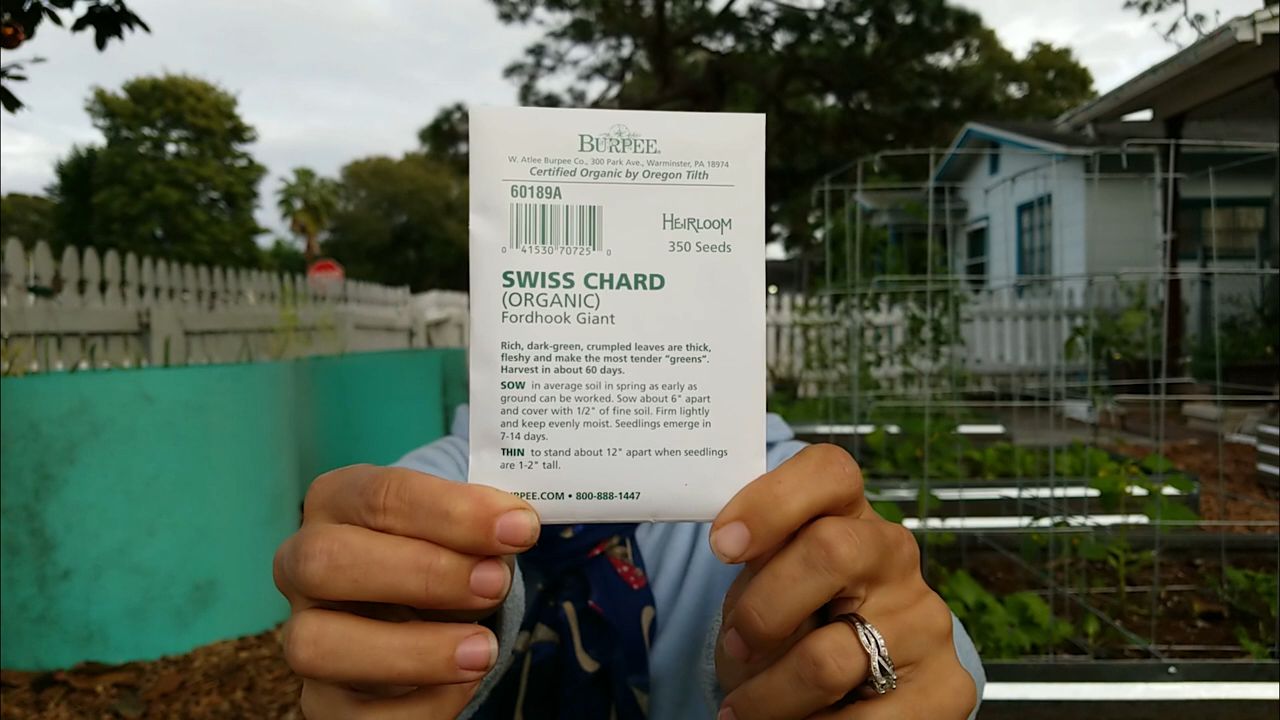 BURPEE®
W. Atlee Burpee Co., 300 Park Ave., Warminster, PA 18974
Certified Organic by Oregon Tilth
60189A
0 41530 70725 0
HEIRLOOM
350 Seeds
SWISS CHARD
(ORGANIC)
Fordhook Giant
Rich, dark-green, crumpled leaves are thick,
fleshy and make the most tender "greens".
Harvest in about 60 days.
SOW in average soil in spring as early as
ground can be worked. Sow about 6" apart
and cover with 1/2" of fine soil. Firm lightly
and keep evenly moist. Seedlings emerge in
7-14 days.
THIN to stand about 12" apart when seedlings
are 1-2" tall.
RPEE.COM • 800-888-1447